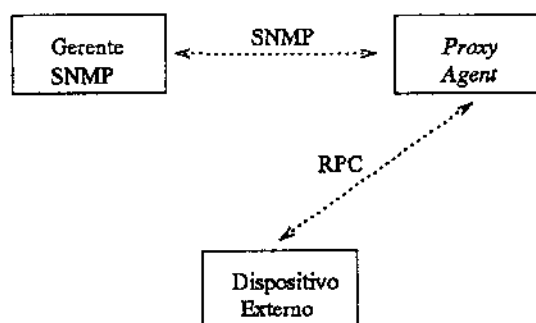 Gerente
SNMP
SNMP
Proxy
Agent
RPC
Dispositivo
Externo